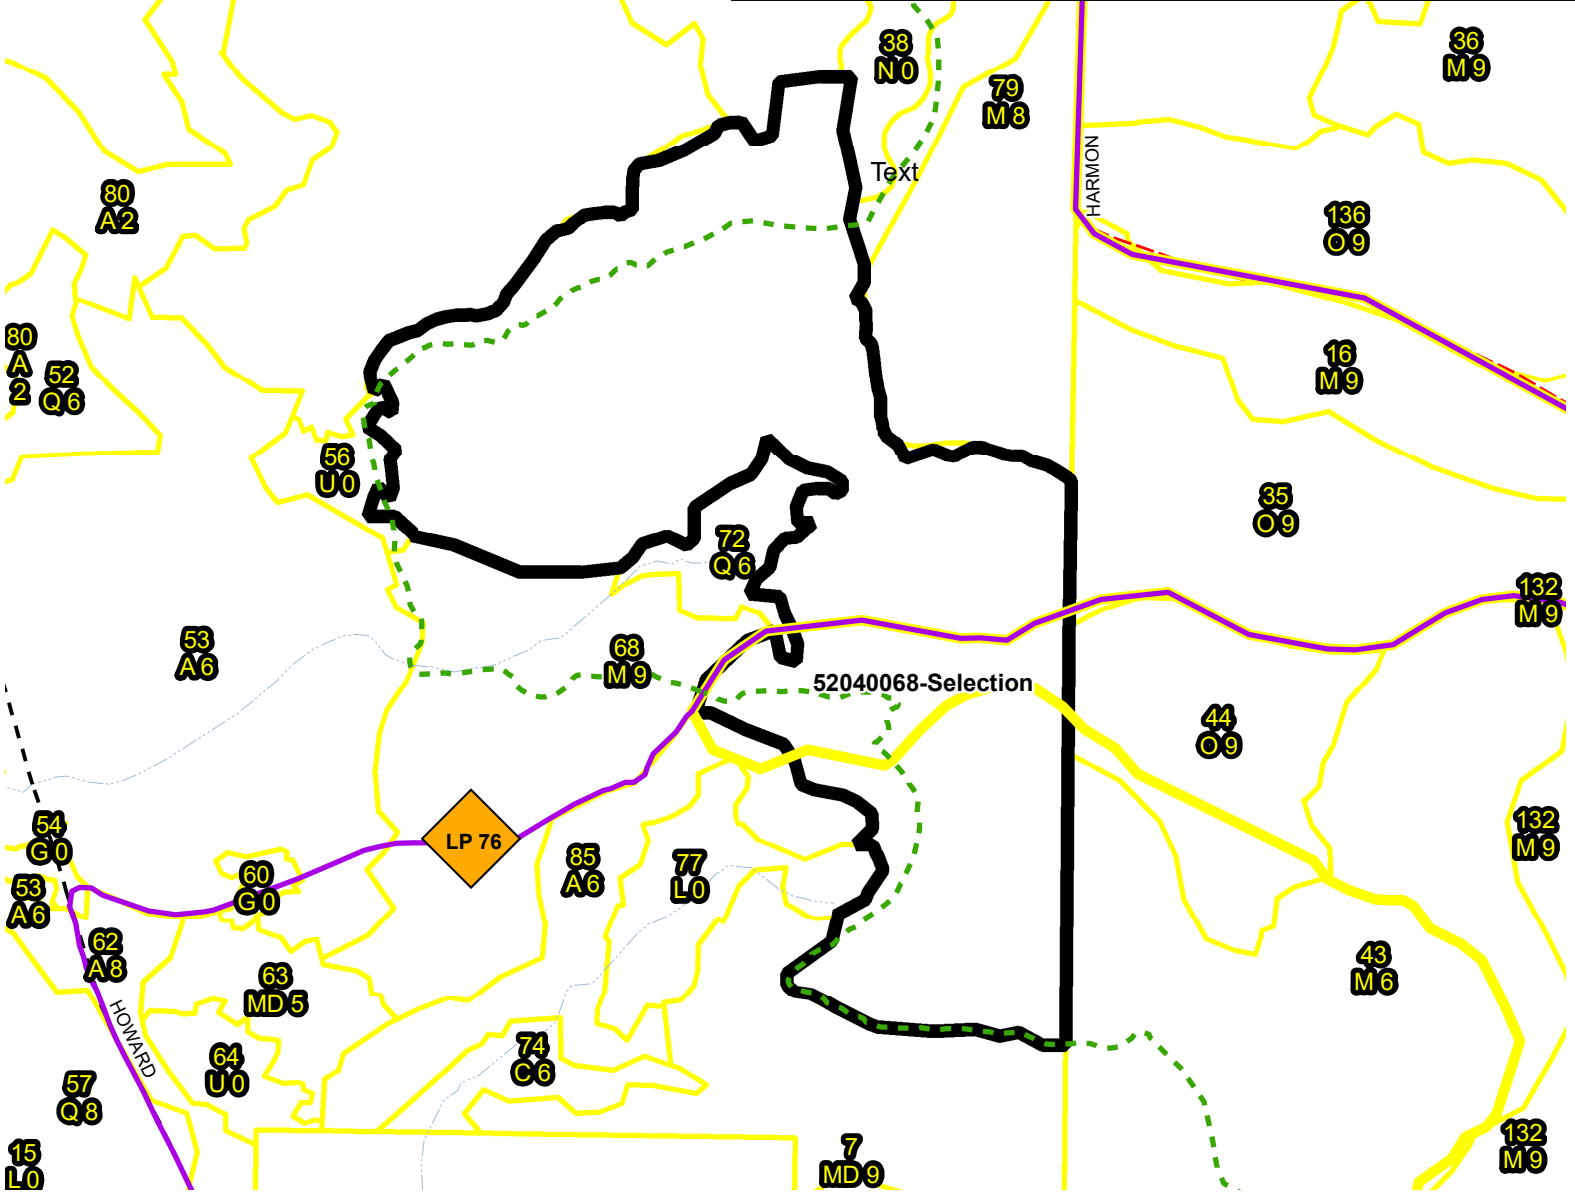 38
N 0
36
M 9
79
M 8
HARMON
Text
80
A 2
136
O 9
80
A
2
52
Q 6
16
M 9
56
U 0
35
O 9
72
Q 6
132
M 9
53
A 6
68
M 9
52040068-Selection
44
O 9
54
G 0
LP 76
132
M 9
60
G 0
85
A 6
77
L 0
53
A 6
62
A 8
63
MD 5
43
M 6
HOWARD
74
C 6
64
U 0
57
Q 8
132
M 9
15
L 0
7
MD 9